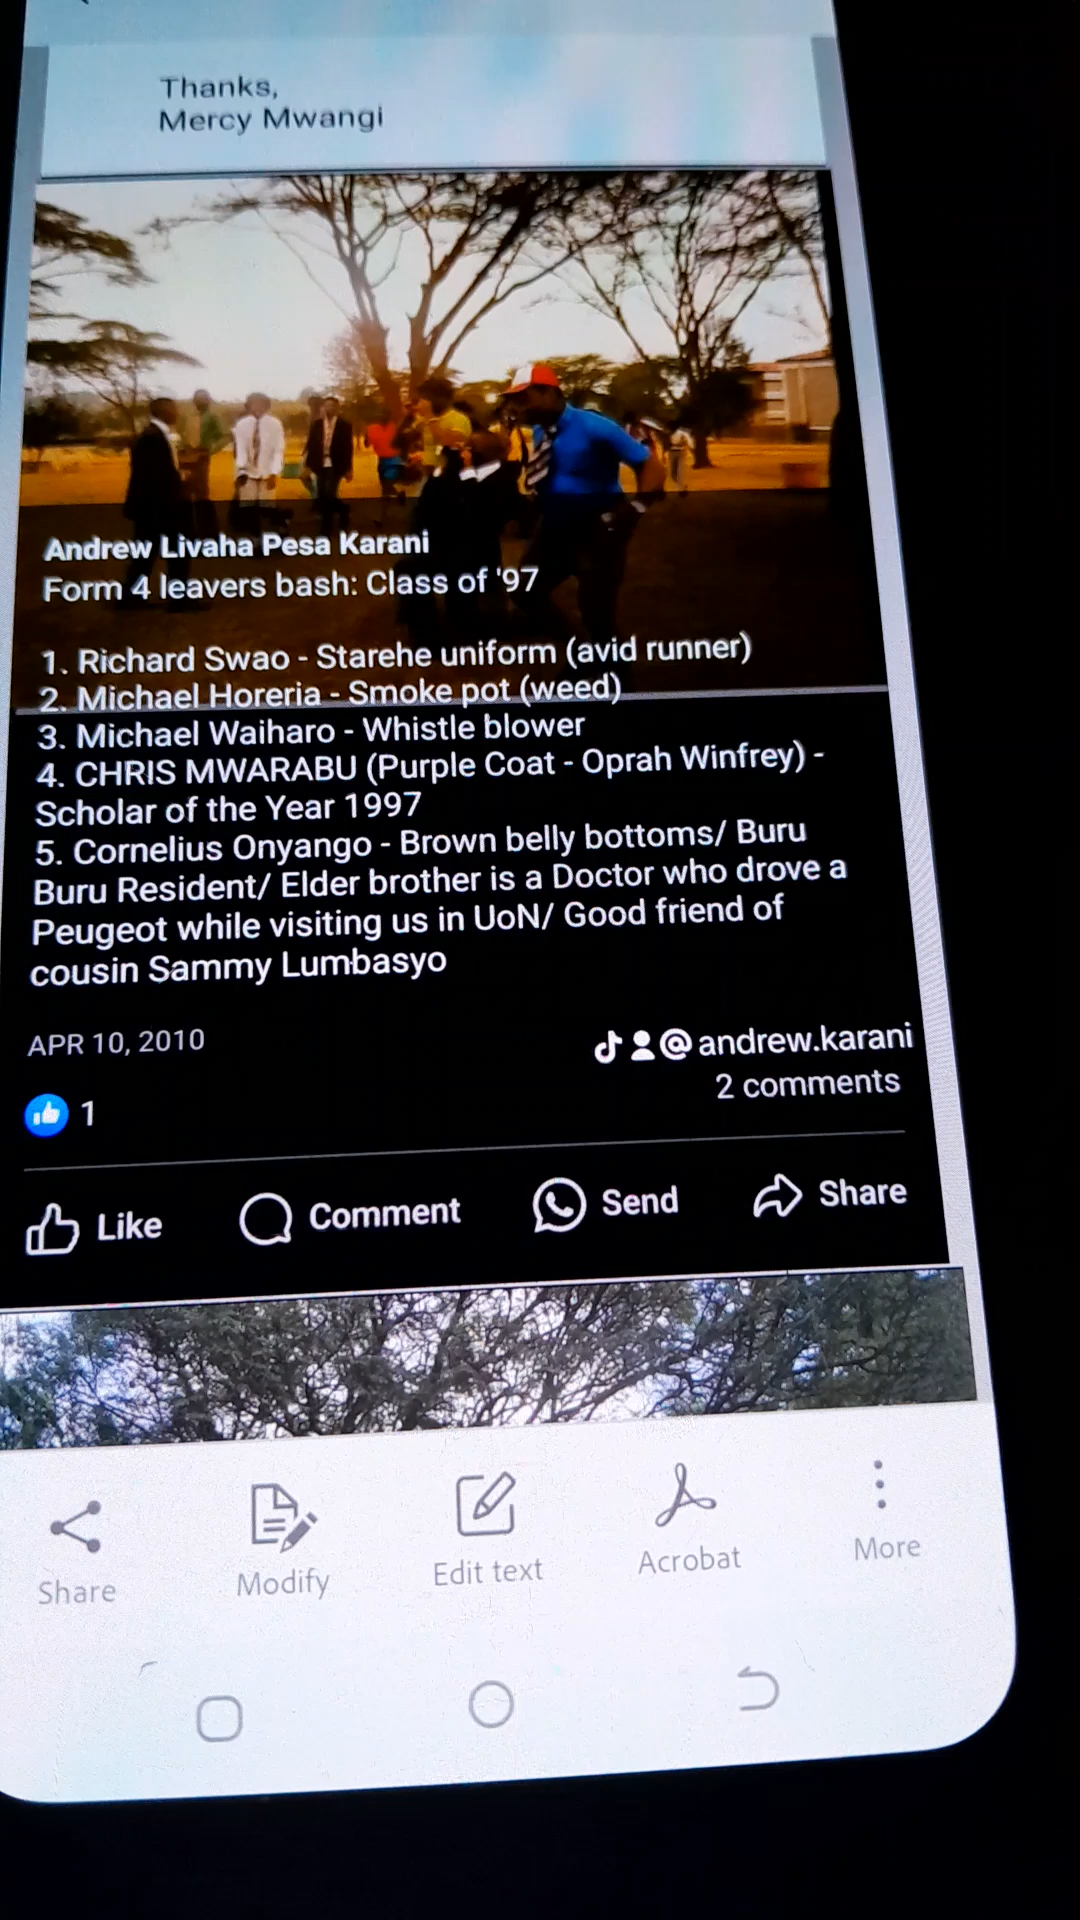 Thanks,
Mercy Mwangi
Andrew Livaha Pesa Karani
Form 4 leavers bash: Class of '97
1. Richard Swao - Starehe uniform (avid runner)
2. Michael Horeria - Smoke pot (weed)
3. Michael Waiharo - Whistle blower
4. CHRIS MWARABU (Purple Coat - Oprah Winfrey) -
Scholar of the Year 1997
5. Cornelius Onyango - Brown belly bottoms/ Buru
Buru Resident/ Elder brother is a Doctor who drove a
Peugeot while visiting us in UoN/ Good friend of
cousin Sammy Lumbasyo
APR 10, 2010
@andrew.karani
2 comments
1
Like Comment Send Share
Share Modify Edit text Acrobat More